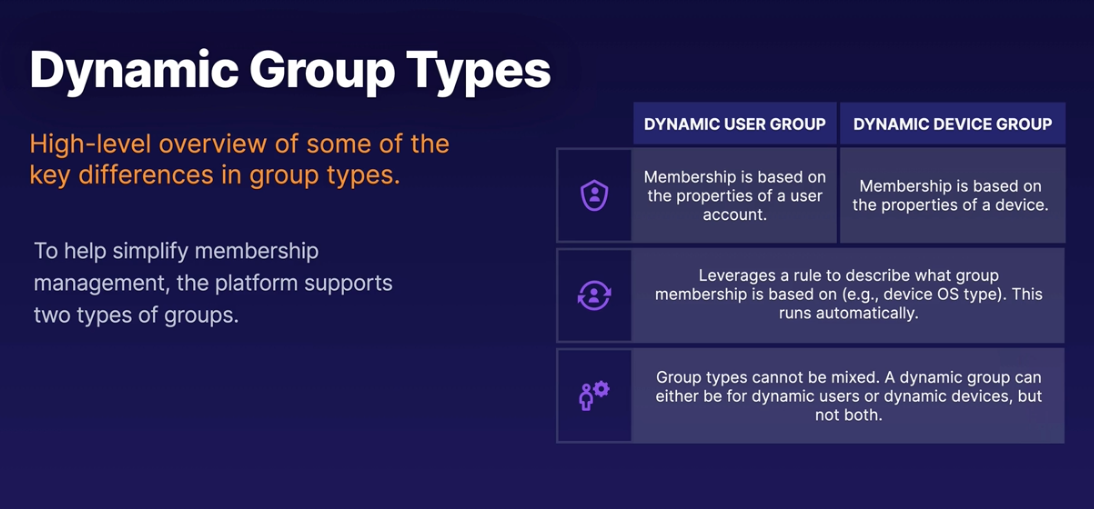 Dynamic Group Types
High-level overview of some of the
key differences in group types.
To help simplify membership
management, the platform supports
two types of groups.
DYNAMIC USER GROUP
DYNAMIC DEVICE GROUP
Membership is based on
the properties of a user
account.
Membership is based on
the properties of a device.
Leverages a rule to describe what group
membership is based on (e.g., device OS type). This
runs automatically.
Group types cannot be mixed. A dynamic group can
either be for dynamic users or dynamic devices, but
not both.